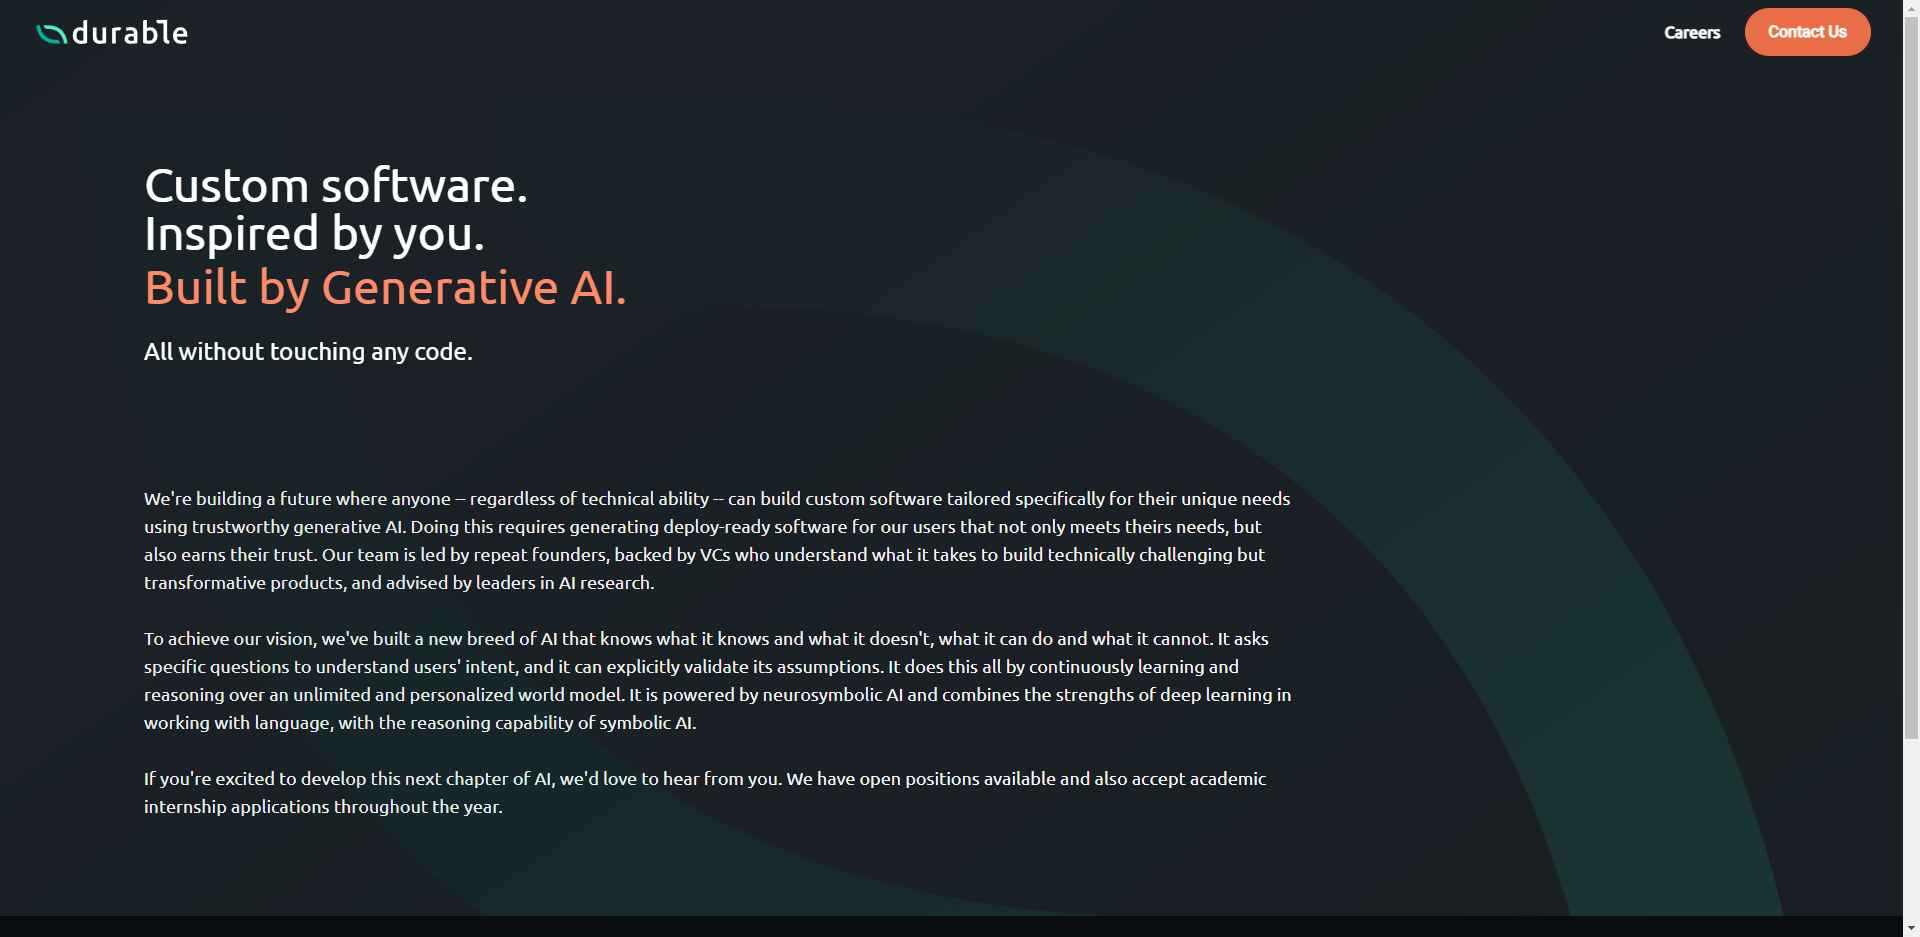 durable
Careers
Contact Us
Custom software.
Inspired by you.
Built by Generative AI.
All without touching any code.
We're building a future where anyone -- regardless of technical ability -- can build custom software tailored specifically for their unique needs
using trustworthy generative AI. Doing this requires generating deploy-ready software for our users that not only meets theirs needs, but
also earns their trust. Our team is led by repeat founders, backed by VCs who understand what it takes to build technically challenging but
transformative products, and advised by leaders in AI research.
To achieve our vision, we've built a new breed of AI that knows what it knows and what it doesn't, what it can do and what it cannot. It asks
specific questions to understand users' intent, and it can explicitly validate its assumptions. It does this all by continuously learning and
reasoning over an unlimited and personalized world model. It is powered by neurosymbolic AI and combines the strengths of deep learning in
working with language, with the reasoning capability of symbolic AI.
If you're excited to develop this next chapter of AI, we'd love to hear from you. We have open positions available and also accept academic
internship applications throughout the year.